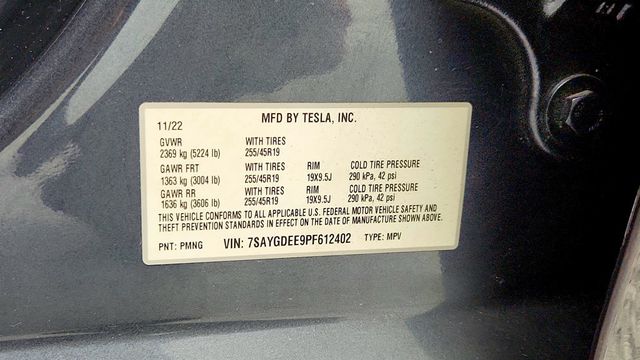 MFD BY TESLA, INC.
11/22
GVWR WITH TIRES
2369 kg (5224 lb) 255/45R19
GAWR FRT WITH TIRES RIM COLD TIRE PRESSURE
1363 kg (3004 lb) 255/45R19 19X9.5J 290 kPa, 42 psi
GAWR RR WITH TIRES RIM COLD TIRE PRESSURE
1636 kg (3606 lb) 255/45R19 19X9.5J 290 kPa, 42 psi
THIS VEHICLE CONFORMS TO ALL APPLICABLE U.S. FEDERAL MOTOR VEHICLE SAFETY AND
THEFT PREVENTION STANDARDS IN EFFECT ON THE DATE OF MANUFACTURE SHOWN ABOVE.
PNT: PMNG VIN: 7SAYGDEE9PF612402 TYPE: MPV